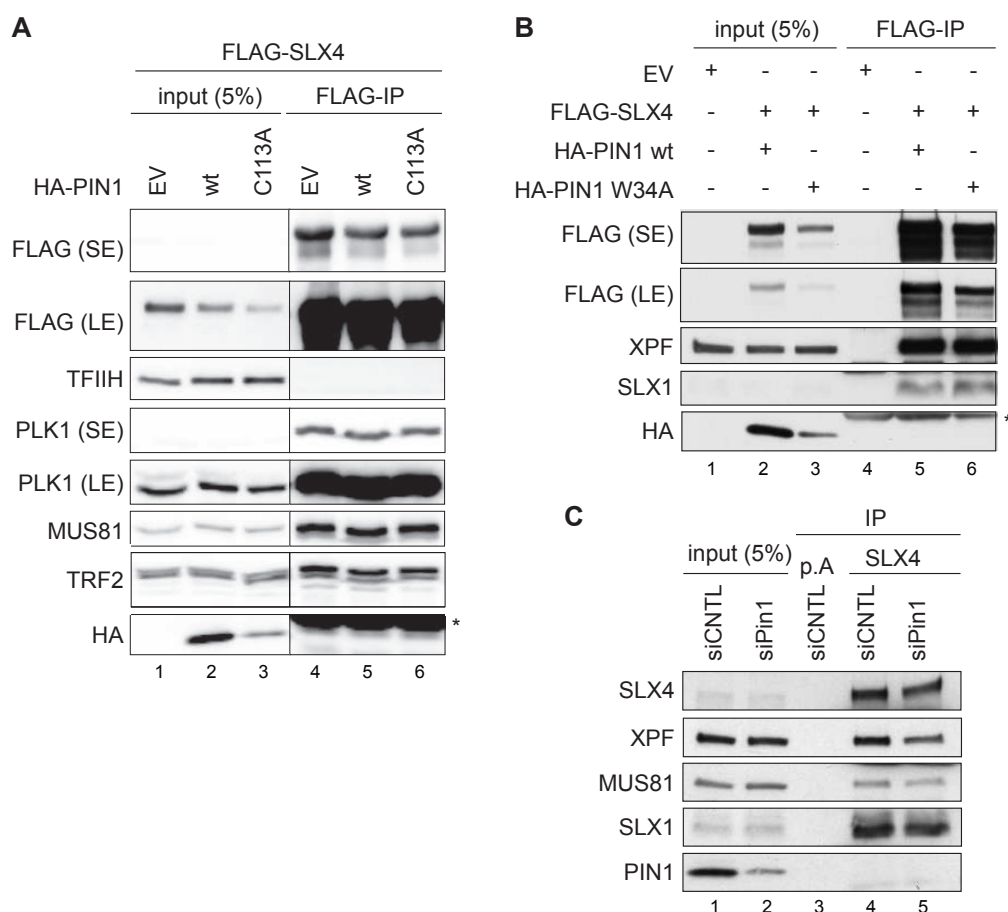 A
FLAG-SLX4
input (5%) FLAG-IP
HA-PIN1 EV wt C113A EV wt C113A
FLAG (SE)
FLAG (LE)
TFIIH
PLK1 (SE)
PLK1 (LE)
MUS81
TRF2
HA *
1 2 3 4 5 6
B
input (5%) FLAG-IP
EV + - - + - -
FLAG-SLX4 - + + - + +
HA-PIN1 wt - + - - + -
HA-PIN1 W34A - - + - - +
FLAG (SE)
FLAG (LE)
XPF
SLX1
HA *
1 2 3 4 5 6
C
IP
input (5%) p.A SLX4
siCNTL siPin1 siCNTL siCNTL siPin1
SLX4
XPF
MUS81
SLX1
PIN1
1 2 3 4 5